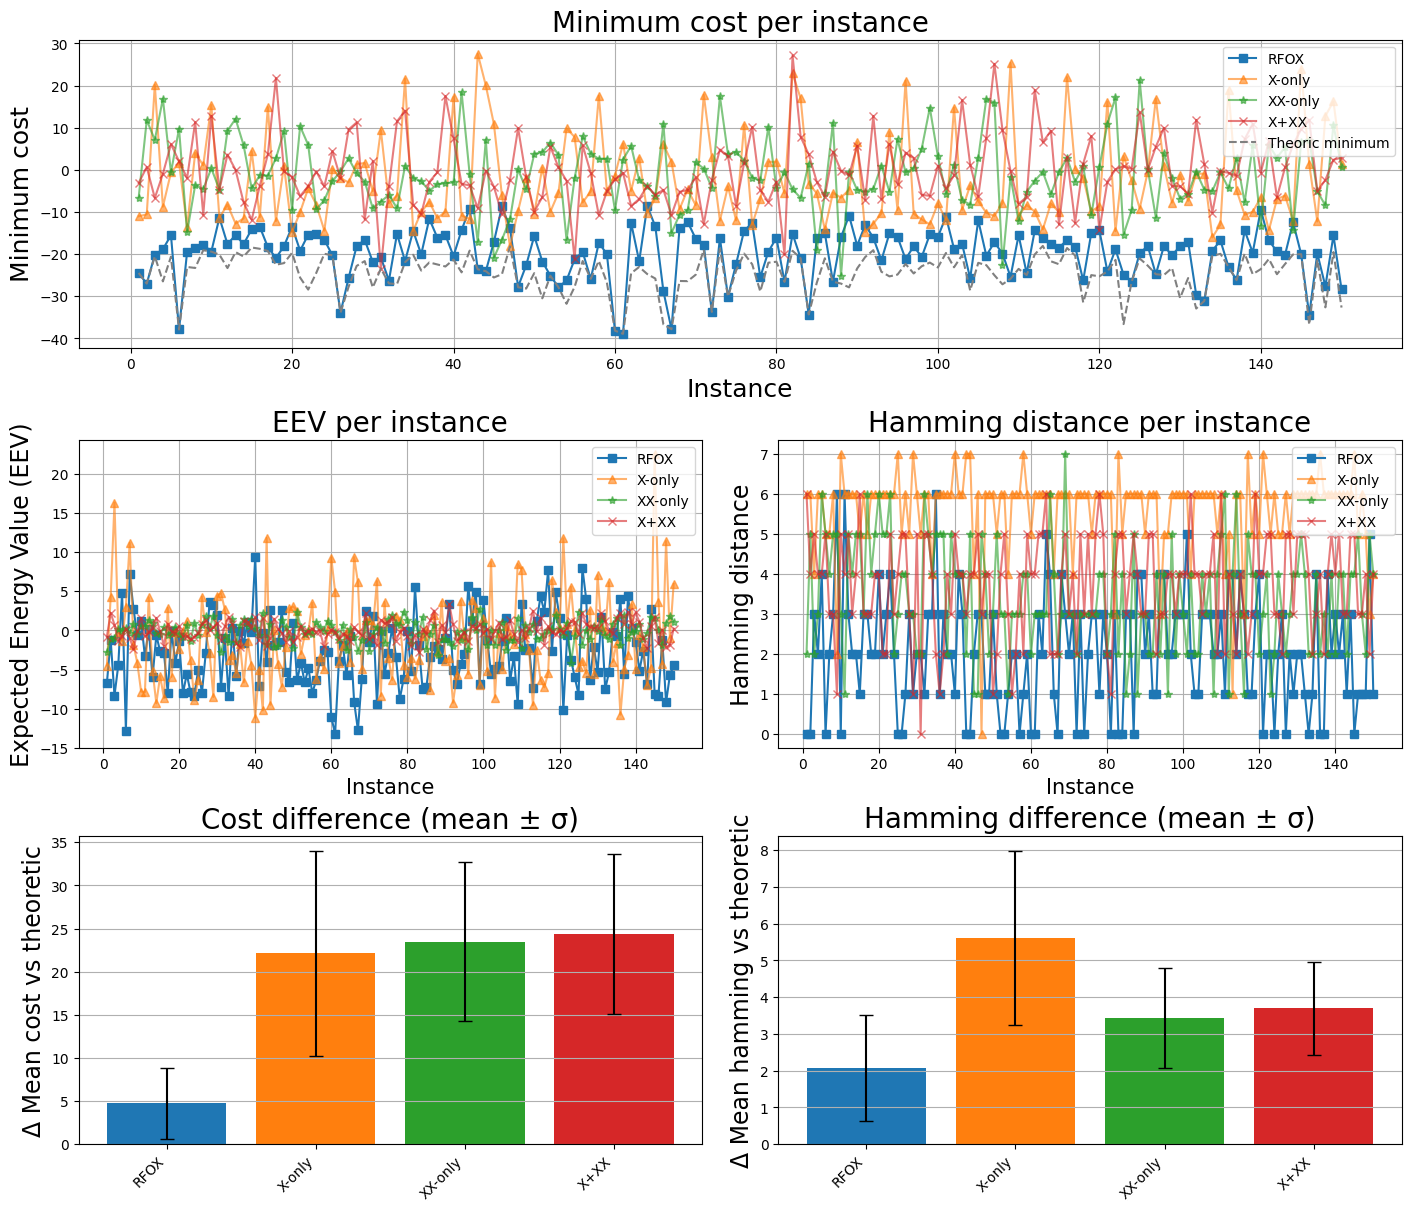 Minimum cost per instance
Minimum cost
30
20
10
0
−10
−20
−30
−40
RFOX
X-only
XX-only
X+XX
Theoric minimum
0
20
40
60
80
100
120
140
Instance
EEV per instance
Expected Energy Value (EEV)
20
15
10
5
0
−5
−10
−15
RFOX
X-only
XX-only
X+XX
0
20
40
60
80
100
120
140
Instance
Hamming distance per instance
Hamming distance
7
6
5
4
3
2
1
0
RFOX
X-only
XX-only
X+XX
0
20
40
60
80
100
120
140
Instance
Cost difference (mean ± σ)
Δ Mean cost vs theoretic
35
30
25
20
15
10
5
0
RFOX
X-only
XX-only
X+XX
Hamming difference (mean ± σ)
Δ Mean hamming vs theoretic
8
7
6
5
4
3
2
1
0
RFOX
X-only
XX-only
X+XX